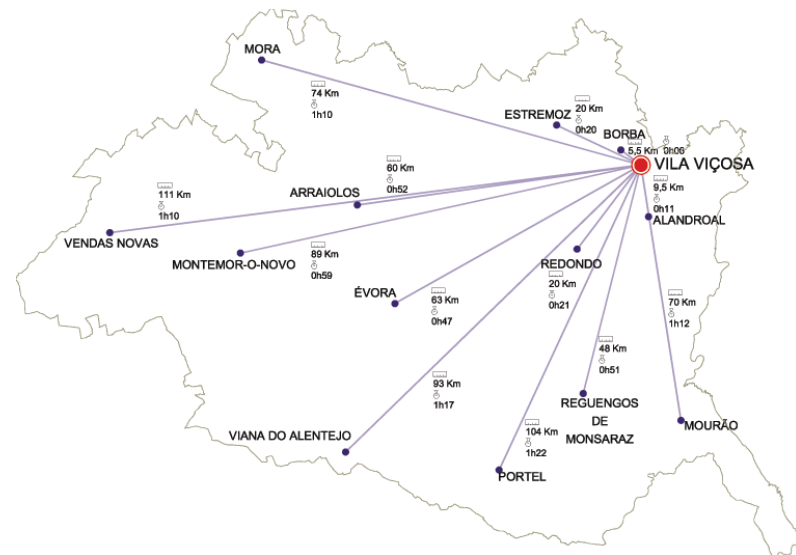 MORA
74 Km
1h10
ESTREMOZ
20 Km
0h20
BORBA
5,5 Km
0h06
VILA VIÇOSA
60 Km
0h52
ARRAIOLOS
9,5 Km
0h11
ALANDROAL
111 Km
1h10
VENDAS NOVAS
MONTEMOR-O-NOVO
89 Km
0h59
REDONDO
20 Km
0h21
ÉVORA
63 Km
0h47
70 Km
1h12
48 Km
0h51
93 Km
1h17
REGUENGOS
DE
MONSARAZ
MOURÃO
VIANA DO ALENTEJO
104 Km
1h22
PORTEL